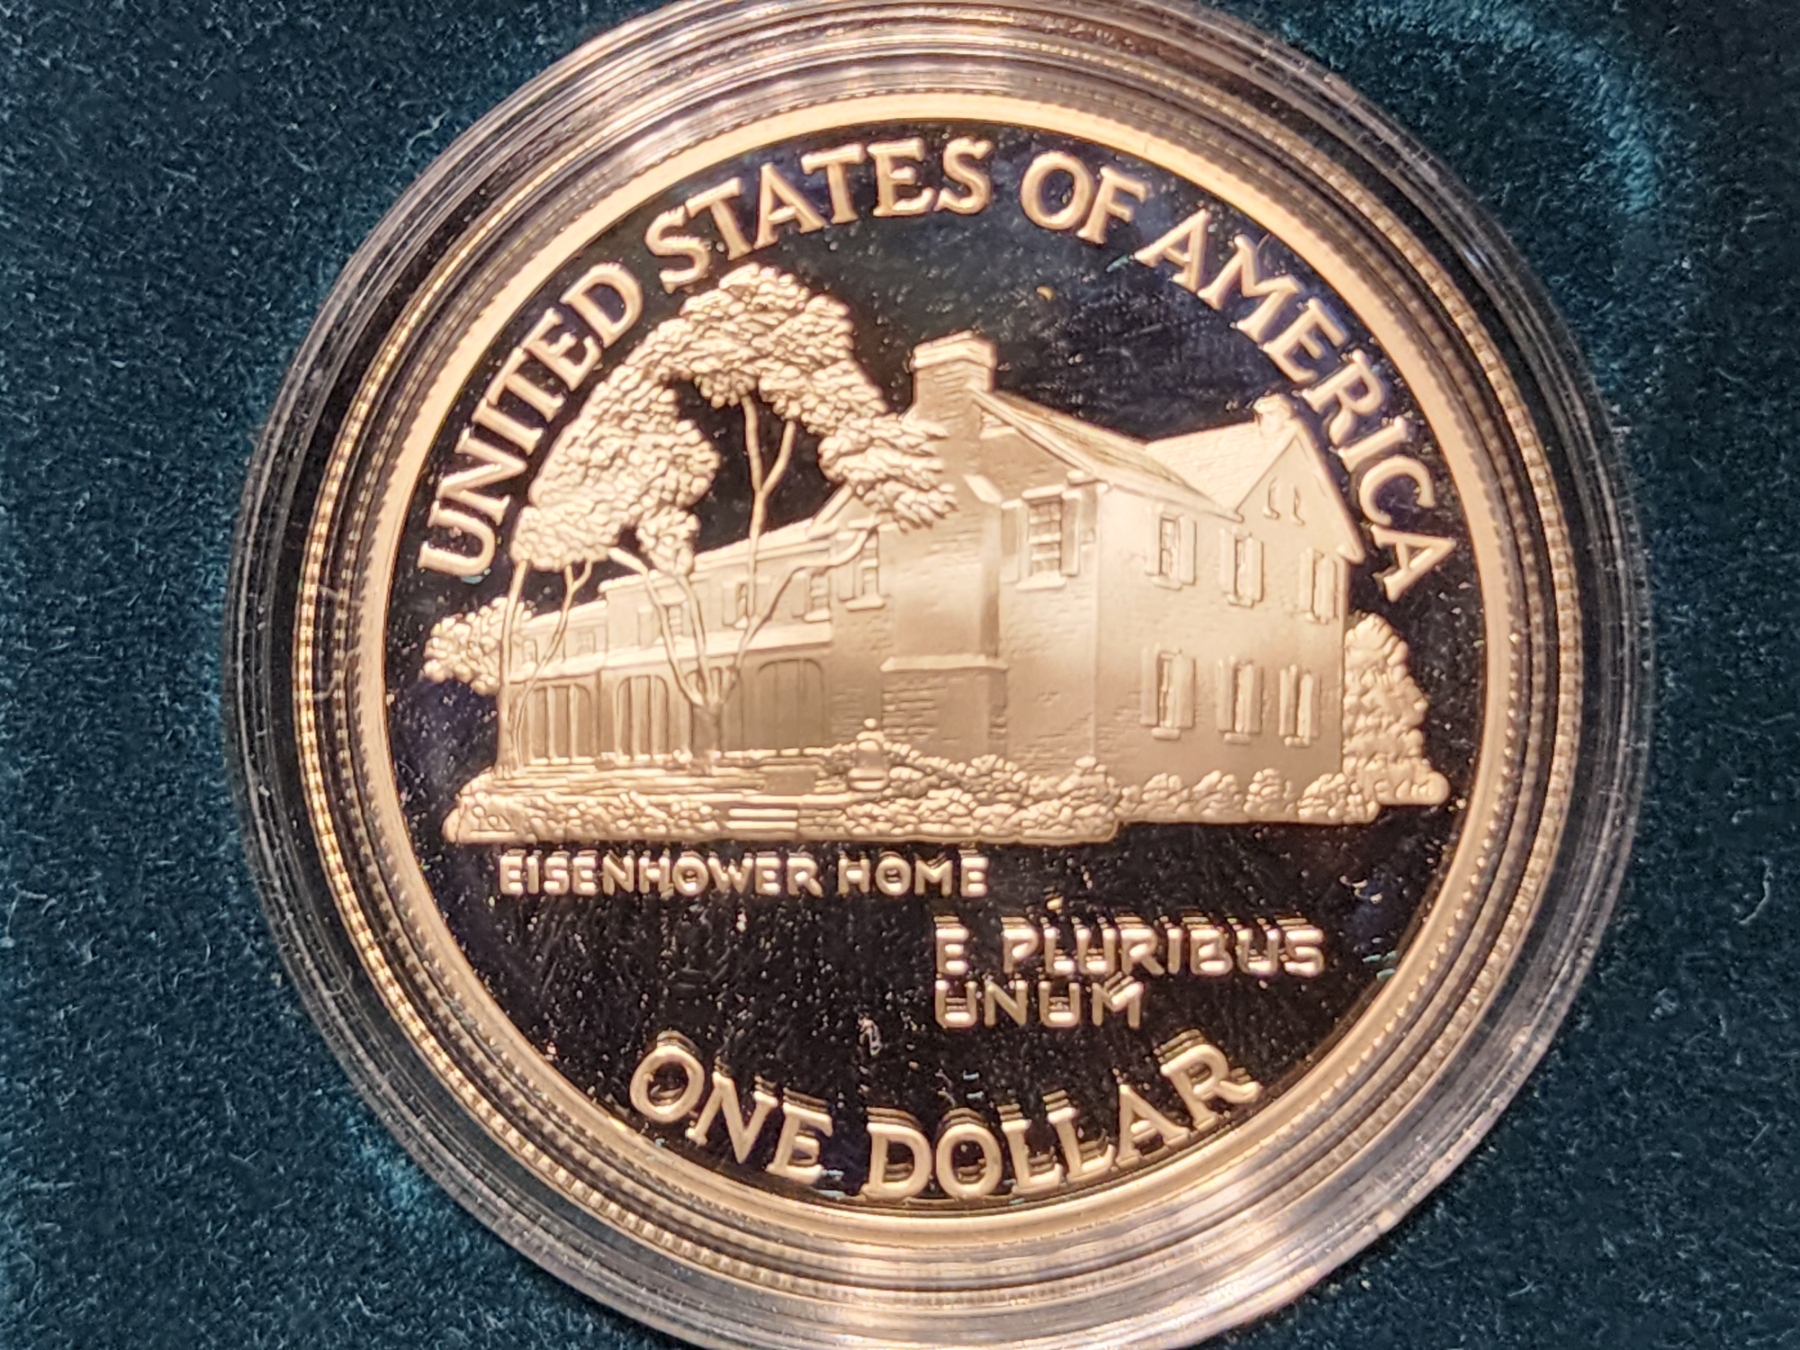 UNITED STATES OF AMERICA
EISENHOWER HOME
E PLURIBUS
UNUM
ONE DOLLAR